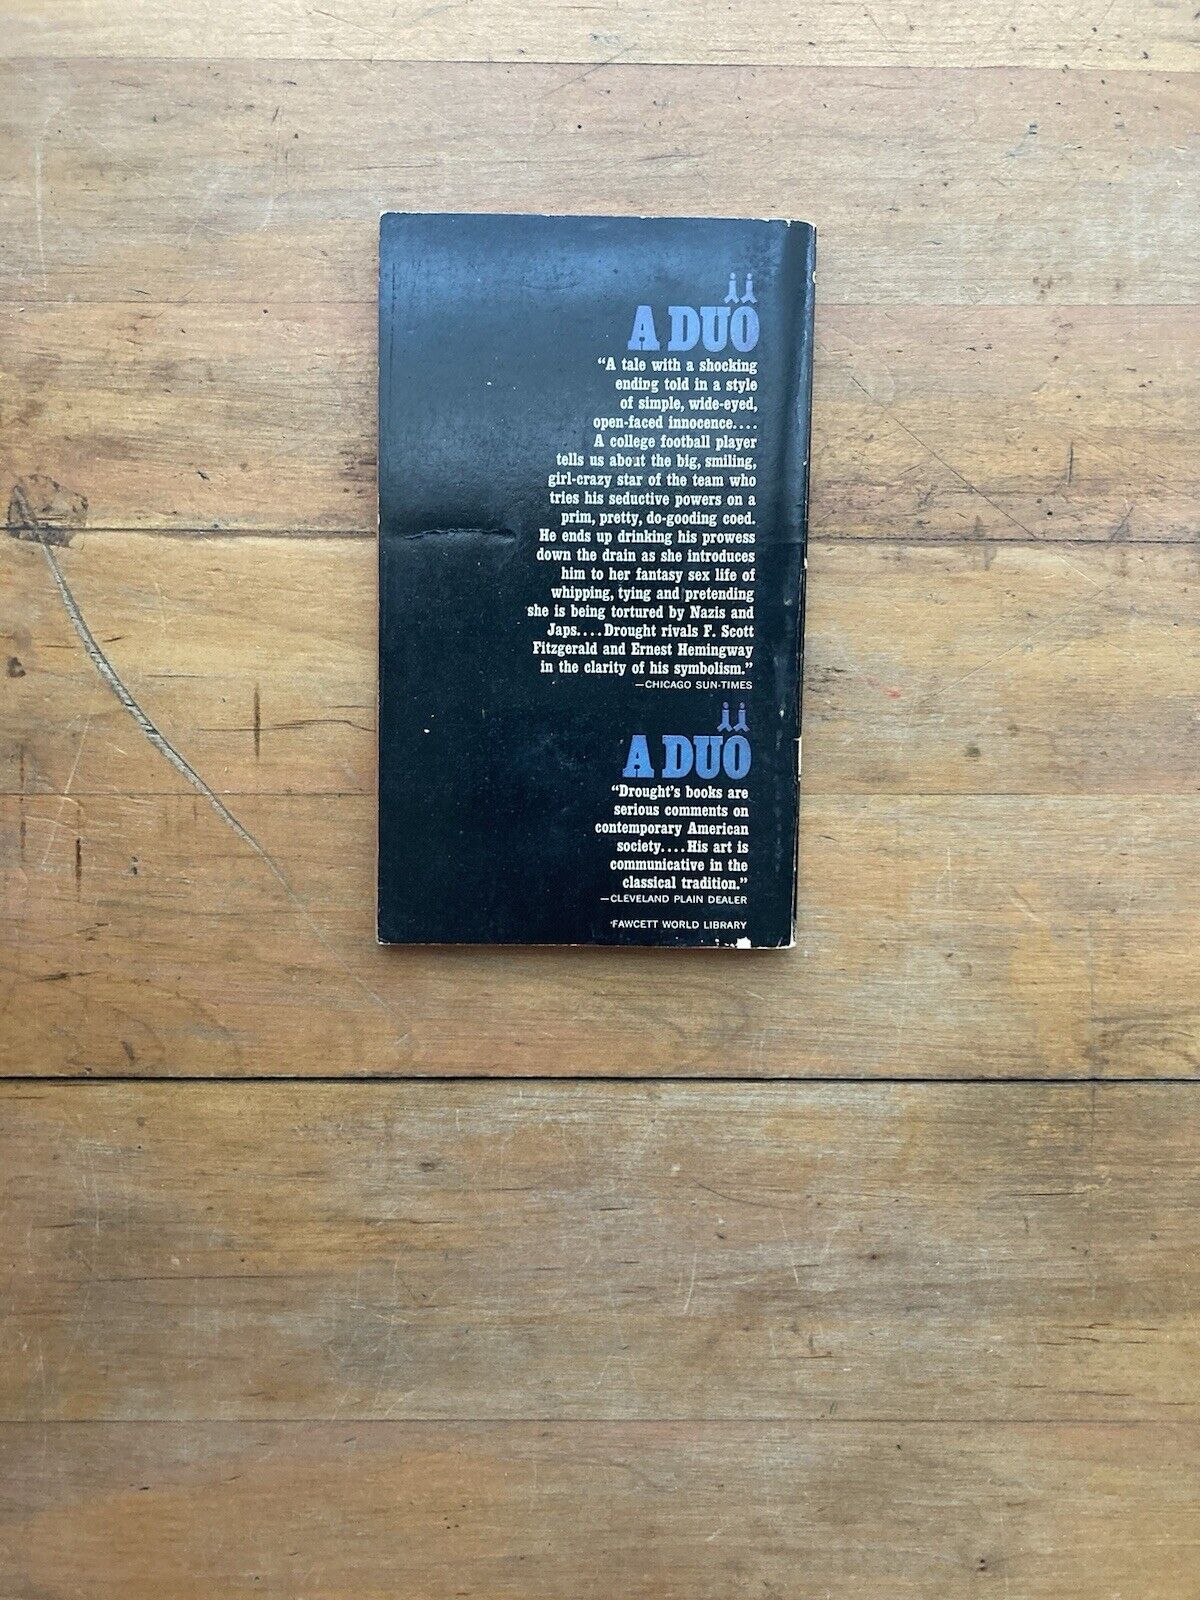 A DUO
“A tale with a shocking
ending told in a style
of simple, wide-eyed,
open-faced innocence....
A college football player
tells us about the big, smiling,
girl-crazy star of the team who
tries his seductive powers on a
prim, pretty, do-gooding coed.
He ends up drinking his prowess
down the drain as she introduces
him to her fantasy sex life of
whipping, tying and pretending
she is being tortured by Nazis and
Japs....Drought rivals F. Scott
Fitzgerald and Ernest Hemingway
in the clarity of his symbolism.”
—CHICAGO SUN-TIMES
A DUO
“Drought’s books are
serious comments on
contemporary American
society....His art is
communicative in the
classical tradition.”
—CLEVELAND PLAIN DEALER
FAWCETT WORLD LIBRARY